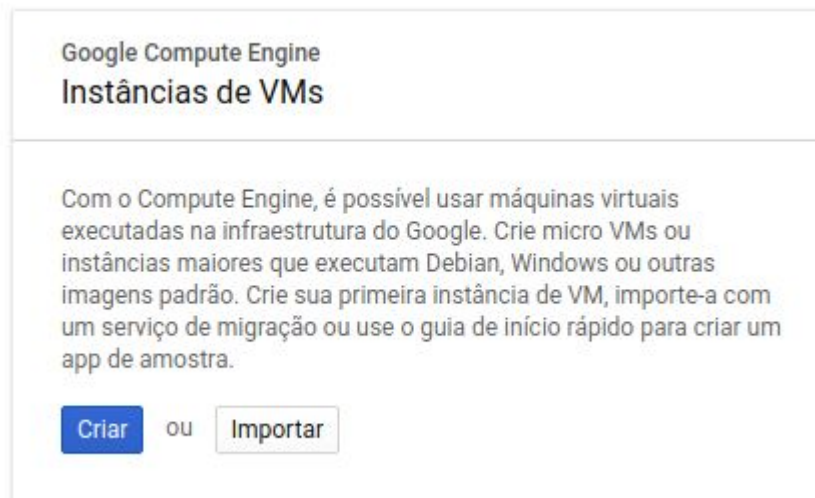 Google Compute Engine
Instâncias de VMs
Com o Compute Engine, é possível usar máquinas virtuais
executadas na infraestrutura do Google. Crie micro VMs ou
instâncias maiores que executam Debian, Windows ou outras
imagens padrão. Crie sua primeira instância de VM, importe-a com
um serviço de migração ou use o guia de início rápido para criar um
app de amostra.
Criar ou Importar